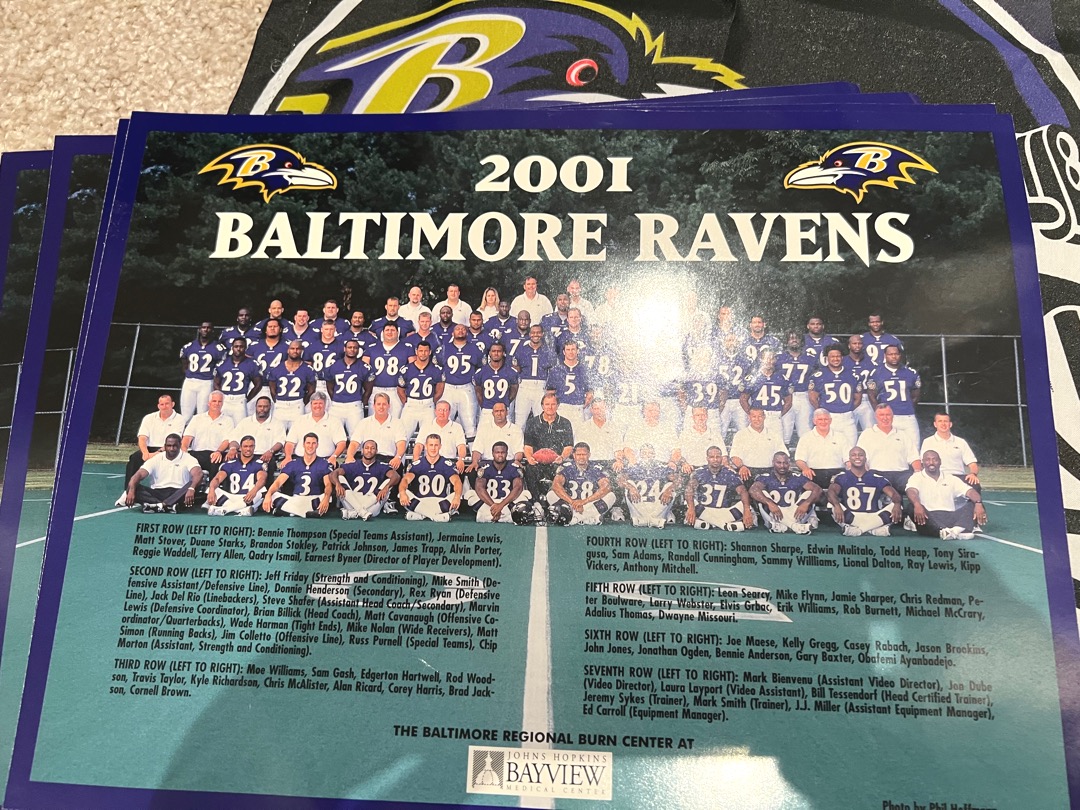 2001
BALTIMORE RAVENS
FIRST ROW (LEFT TO RIGHT): Bennie Thompson (Special Teams Assistant), Jermaine Lewis,
Matt Stover, Duane Starks, Brandon Stokley, Patrick Johnson, James Trapp, Alvin Porter,
Reggie Waddell, Terry Allen, Qadry Ismail, Earnest Byner (Director of Player Development).
SECOND ROW (LEFT TO RIGHT): Jeff Friday (Strength and Conditioning), Mike Smith (De-
fensive Assistant/Defensive Line), Donnie Henderson (Secondary), Rex Ryan (Defensive
Line), Jack Del Rio (Linebackers), Steve Shafer (Assistant Head Coach/Secondary), Marvin
Lewis (Defensive Coordinator), Brian Billick (Head Coach), Matt Cavanaugh (Offensive Co-
ordinator/Quarterbacks), Wade Harman (Tight Ends), Mike Nolan (Wide Receivers), Matt
Simon (Running Backs), Jim Colletto (Offensive Line), Russ Purnell (Special Teams), Chip
Morton (Assistant, Strength and Conditioning).
THIRD ROW (LEFT TO RIGHT): Moe Williams, Sam Gash, Edgerton Hartwell, Rod Wood-
son, Travis Taylor, Kyle Richardson, Chris McAlister, Alan Ricard, Corey Harris, Brad Jack-
son, Cornell Brown.
FOURTH ROW (LEFT TO RIGHT): Shannon Sharpe, Edwin Mulitalo, Todd Heap, Tony Sira-
gusa, Sam Adams, Randall Cunningham, Sammy Williams, Lional Dalton, Ray Lewis, Kipp
Vickers, Anthony Mitchell.
FIFTH ROW (LEFT TO RIGHT): Leon Searcy, Mike Flynn, Jamie Sharper, Chris Redman, Pe-
ter Boulware, Larry Webster, Elvis Grbac, Erik Williams, Rob Burnett, Michael McCrary,
Adalius Thomas, Dwayne Missouri.
SIXTH ROW (LEFT TO RIGHT): Joe Maese, Kelly Gregg, Casey Rabach, Jason Brookins,
John Jones, Jonathan Ogden, Bennie Anderson, Gary Baxter, Obafemi Ayanbadejo.
SEVENTH ROW (LEFT TO RIGHT): Mark Bienvenu (Assistant Video Director), Jon Dube
(Video Director), Laura Layport (Video Assistant), Bill Tessendorf (Head Certified Trainer),
Jeremy Sykes (Trainer), Mark Smith (Trainer), J.J. Miller (Assistant Equipment Manager),
Ed Carroll (Equipment Manager).
THE BALTIMORE REGIONAL BURN CENTER AT
JOHNS HOPKINS
BAYVIEW
MEDICAL CENTER
Photo by Phil